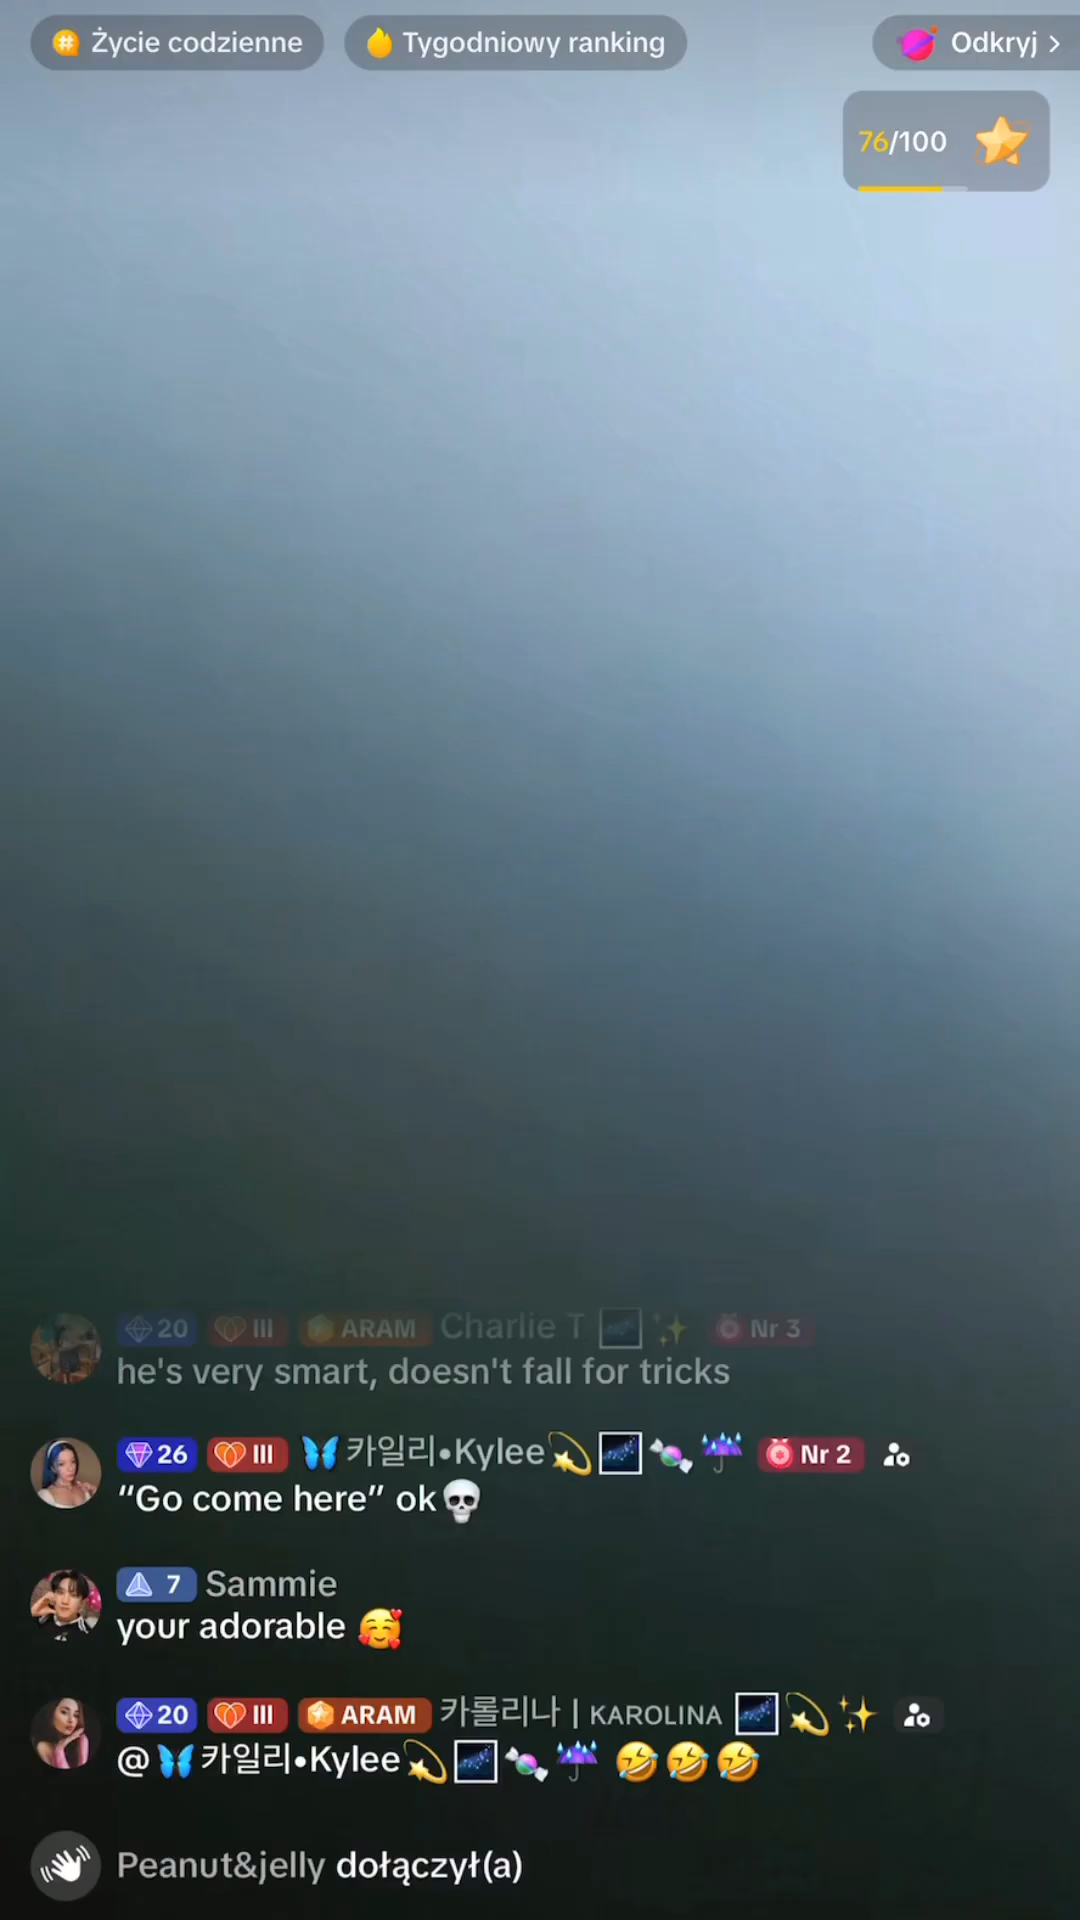 Życie codzienne
Tygodniowy ranking
Odkryj >
76/100
20 III ARAM Charlie T 🌌✨ Nr 3
he's very smart, doesn't fall for tricks
26 III 🦋카일리•Kylee💫🌌🍬☔ Nr 2
“Go come here” ok💀
7 Sammie
your adorable 🥰
20 III ARAM 카롤리나 | KAROLINA 🌌💫✨
@🦋카일리•Kylee💫🌌🍬☔ 🤣🤣🤣
Peanut&jelly dołączył(a)